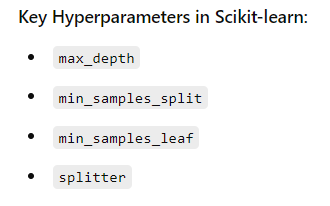 Key Hyperparameters in Scikit-learn:
max_depth
min_samples_split
min_samples_leaf
splitter